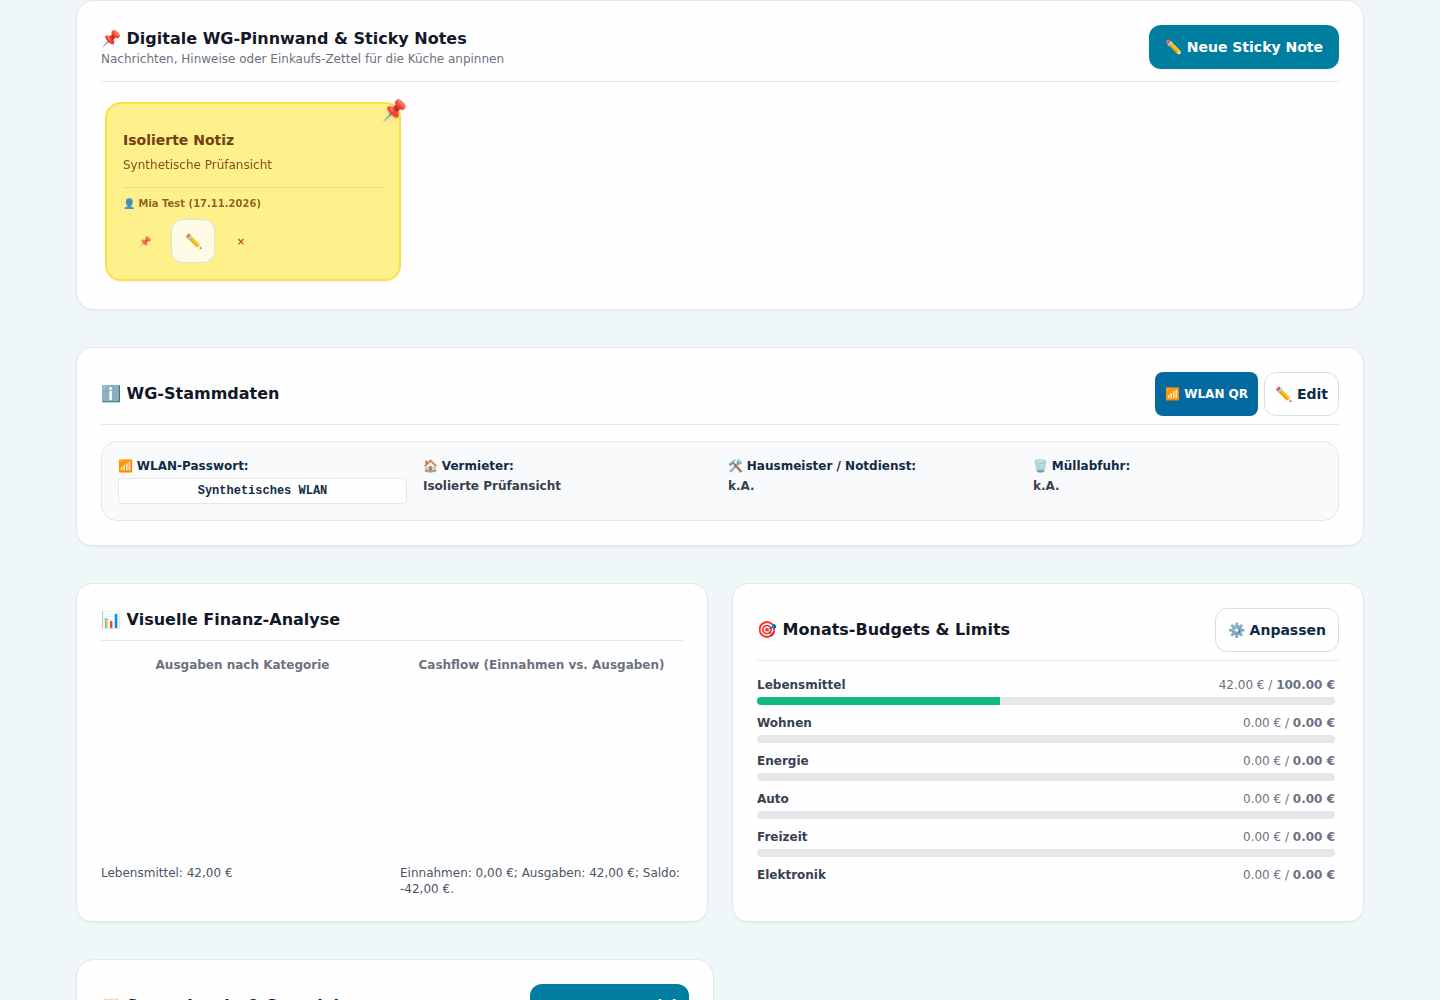 📌 Digitale WG-Pinnwand & Sticky Notes
Nachrichten, Hinweise oder Einkaufs-Zettel für die Küche anpinnen
✏️ Neue Sticky Note
Isolierte Notiz
Synthetische Prüfansicht
👤 Mia Test (17.11.2026)
×
ℹ️ WG-Stammdaten
📶 WLAN QR
✏️ Edit
📶 WLAN-Passwort:
Synthetisches WLAN
🏠 Vermieter:
Isolierte Prüfansicht
🛠️ Hausmeister / Notdienst:
k.A.
🗑️ Müllabfuhr:
k.A.
📊 Visuelle Finanz-Analyse
Ausgaben nach Kategorie
Cashflow (Einnahmen vs. Ausgaben)
Lebensmittel: 42,00 €
Einnahmen: 0,00 €; Ausgaben: 42,00 €; Saldo:
-42,00 €.
🎯 Monats-Budgets & Limits
⚙️ Anpassen
Lebensmittel 42.00 € / 100.00 €
Wohnen 0.00 € / 0.00 €
Energie 0.00 € / 0.00 €
Auto 0.00 € / 0.00 €
Freizeit 0.00 € / 0.00 €
Elektronik 0.00 € / 0.00 €